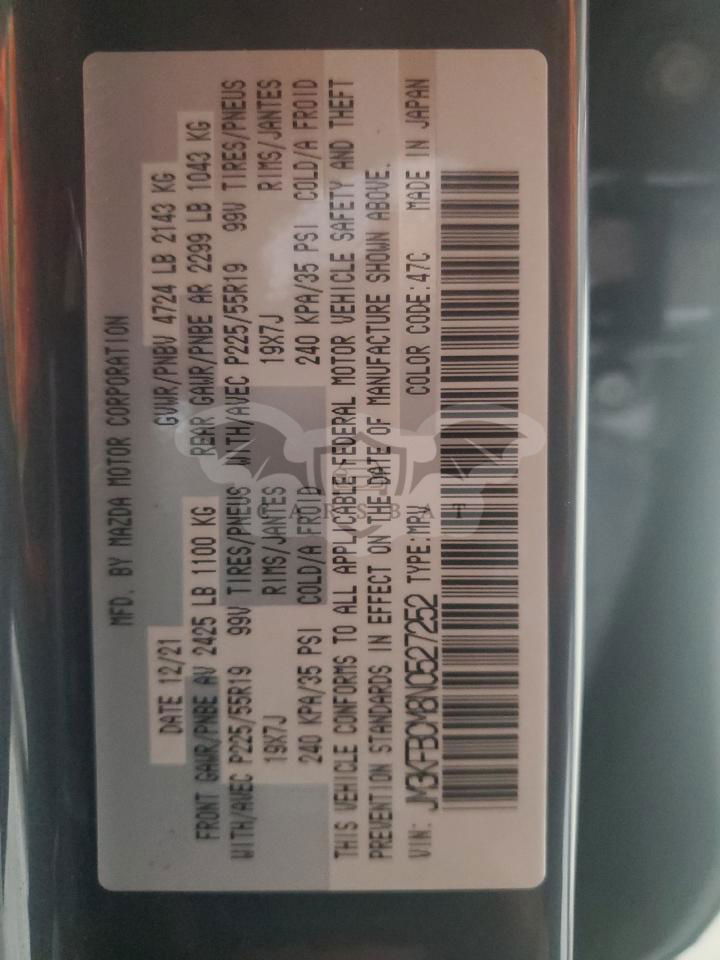 MFD. BY MAZDA MOTOR CORPORATION
DATE 12/21 GVWR/PNBV 4724 LB 2143 KG
FRONT GAWR/PNBE AV 2425 LB 1100 KG REAR GAWR/PNBE AR 2299 LB 1043 KG
WITH/AVEC P225/55R19 99V TIRES/PNEUS WITH/AVEC P225/55R19 99V TIRES/PNEUS
19X7J RIMS/JANTES 19X7J RIMS/JANTES
240 KPA/35 PSI COLD/A FROID 240 KPA/35 PSI COLD/A FROID
THIS VEHICLE CONFORMS TO ALL APPLICABLE FEDERAL MOTOR VEHICLE SAFETY AND THEFT
PREVENTION STANDARDS IN EFFECT ON THE DATE OF MANUFACTURE SHOWN ABOVE.
VIN: JM3KFBCM8N0527252 TYPE:MPV COLOR CODE:47C MADE IN JAPAN
CARSBAT